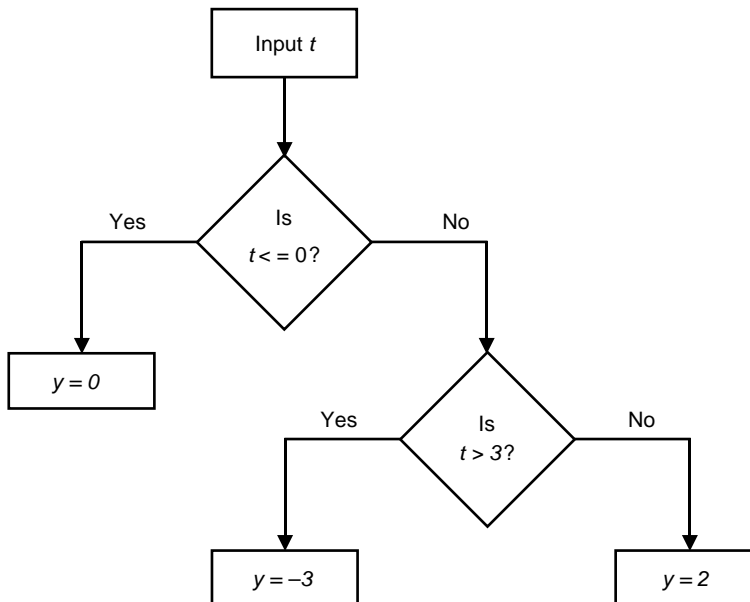 Input t
Is
t < = 0?
Yes
No
y = 0
Is
t > 3?
Yes
No
y = –3
y = 2